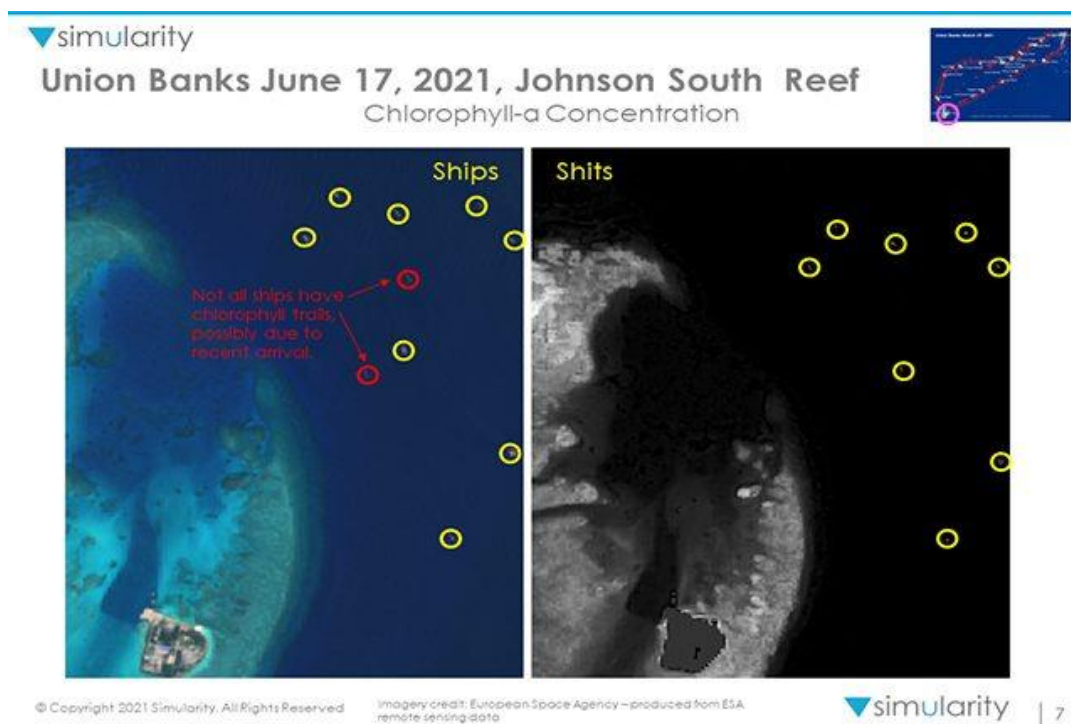 simularity
Union Banks June 17, 2021, Johnson South Reef
Chlorophyll-a Concentration
Ships
Shits
Not all ships have
chlorophyll trails,
possibly due to
recent arrival.
© Copyright 2021 Simularity. All Rights Reserved
Imagery credit: European Space Agency – produced from ESA
remote sensing data
simularity
| 7